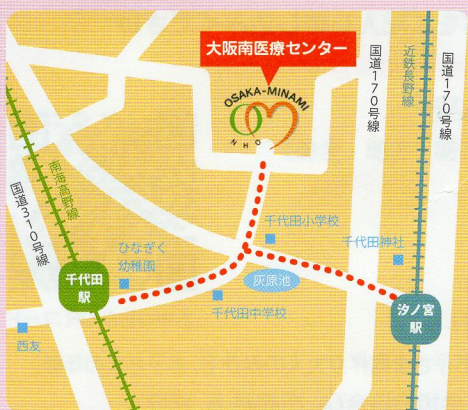 大阪南医療センター
OSAKA-MINAMI
NHO
国道170号線
近鉄長野線
国道170号線
南海高野線
国道310号線
千代田小学校
千代田神社
ひなぎく
幼稚園
千代田
駅
灰原池
千代田中学校
汐ノ宮
駅
西友